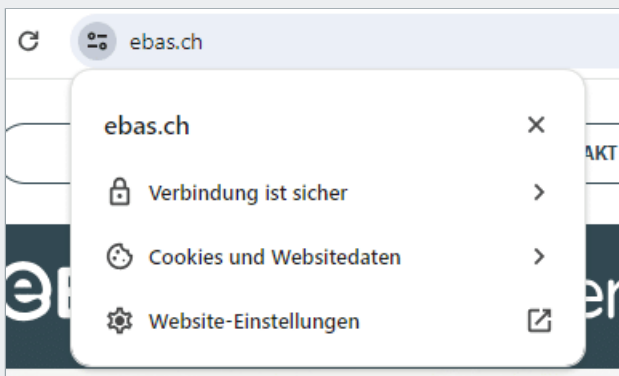 ebas.ch
ebas.ch
AKT
Verbindung ist sicher
Cookies und Websitedaten
Website-Einstellungen